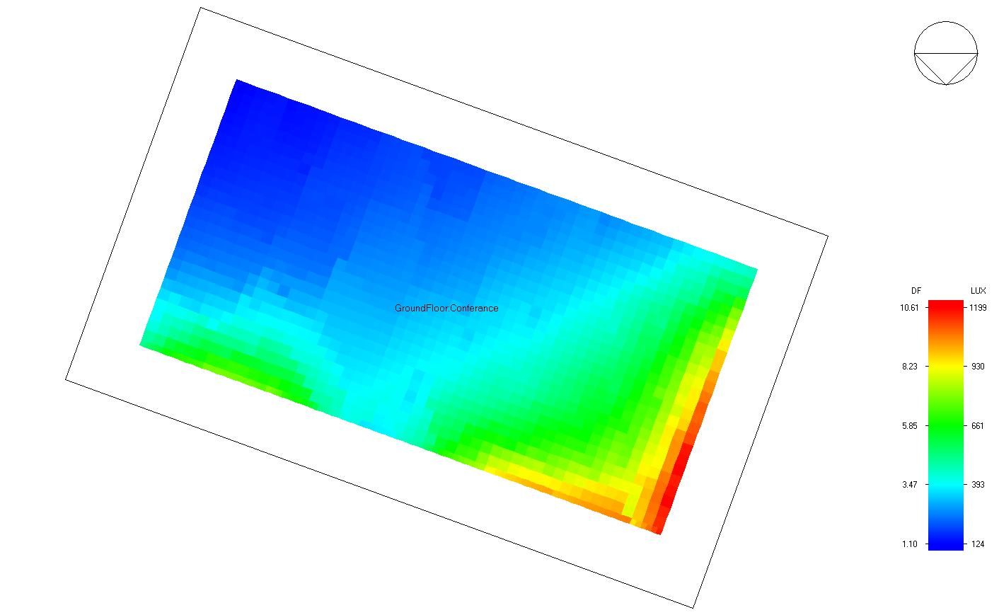 GroundFloor:Conferance
DF LUX
10.61 1199
8.23 930
5.85 661
3.47 393
1.10 124